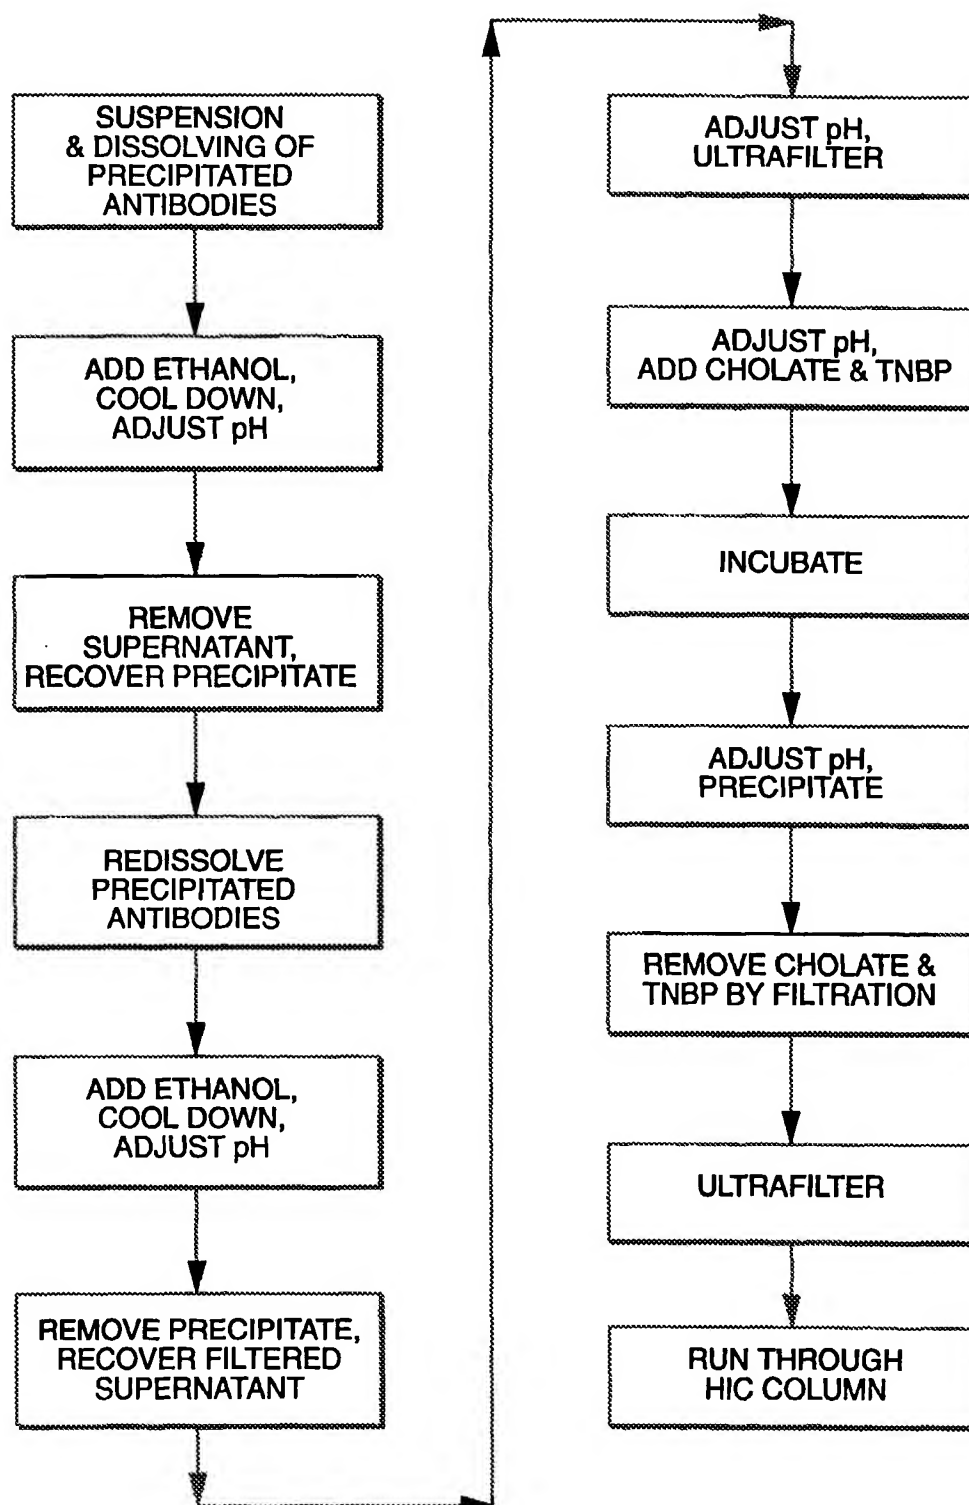 SUSPENSION
& DISSOLVING OF
PRECIPITATED
ANTIBODIES
ADD ETHANOL,
COOL DOWN,
ADJUST pH
REMOVE
SUPERNATANT,
RECOVER PRECIPITATE
REDISSOLVE
PRECIPITATED
ANTIBODIES
ADD ETHANOL,
COOL DOWN,
ADJUST pH
REMOVE PRECIPITATE,
RECOVER FILTERED
SUPERNATANT
ADJUST pH,
ULTRAFILTER
ADJUST pH,
ADD CHOLATE & TNBP
INCUBATE
ADJUST pH,
PRECIPITATE
REMOVE CHOLATE &
TNBP BY FILTRATION
ULTRAFILTER
RUN THROUGH
HIC COLUMN